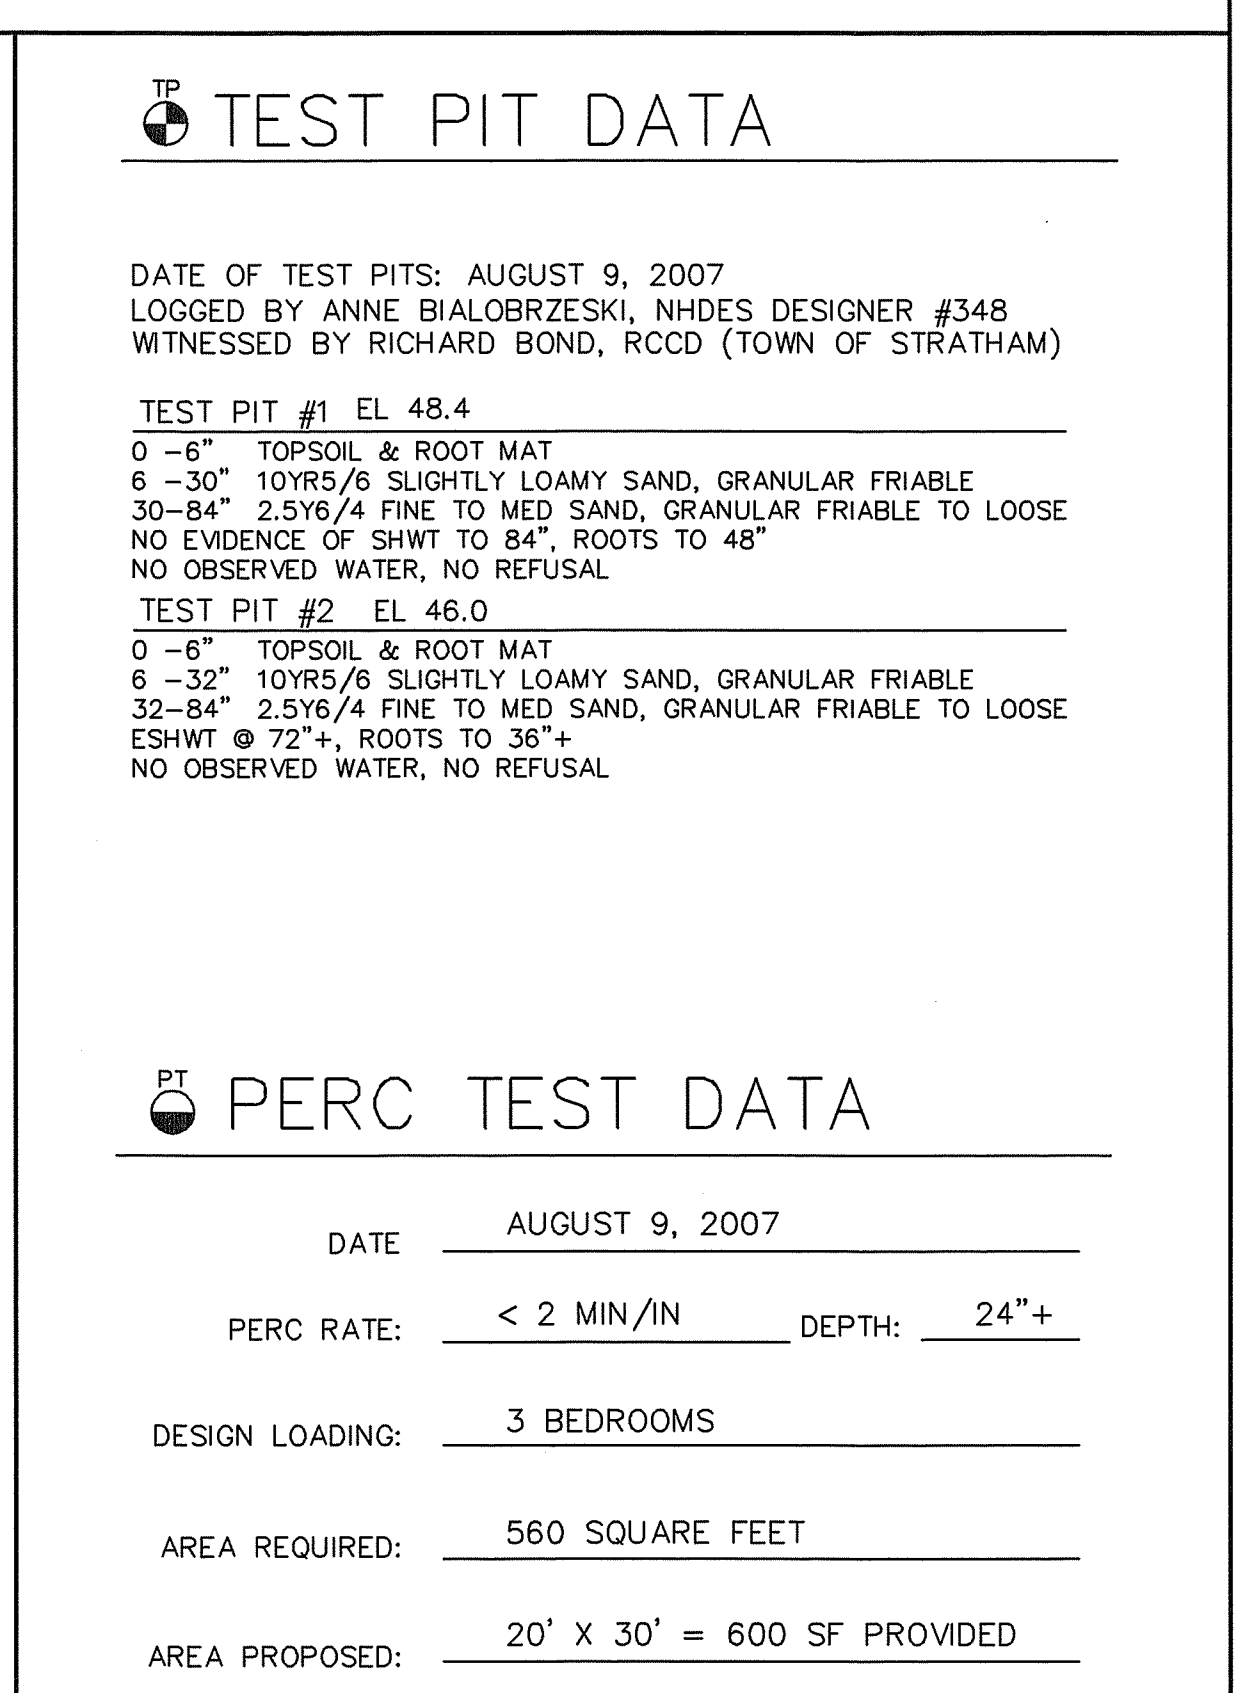 TP
TEST PIT DATA
DATE OF TEST PITS: AUGUST 9, 2007
LOGGED BY ANNE BIALOBRZESKI, NHDES DESIGNER #348
WITNESSED BY RICHARD BOND, RCCD (TOWN OF STRATHAM)
TEST PIT #1 EL 48.4
0 -6" TOPSOIL & ROOT MAT
6 -30" 10YR5/6 SLIGHTLY LOAMY SAND, GRANULAR FRIABLE
30-84" 2.5Y6/4 FINE TO MED SAND, GRANULAR FRIABLE TO LOOSE
NO EVIDENCE OF SHWT TO 84", ROOTS TO 48"
NO OBSERVED WATER, NO REFUSAL
TEST PIT #2 EL 46.0
0 -6" TOPSOIL & ROOT MAT
6 -32" 10YR5/6 SLIGHTLY LOAMY SAND, GRANULAR FRIABLE
32-84" 2.5Y6/4 FINE TO MED SAND, GRANULAR FRIABLE TO LOOSE
ESHWT @ 72"+, ROOTS TO 36"+
NO OBSERVED WATER, NO REFUSAL
PT
PERC TEST DATA
DATE AUGUST 9, 2007
PERC RATE: < 2 MIN/IN DEPTH: 24"+
DESIGN LOADING: 3 BEDROOMS
AREA REQUIRED: 560 SQUARE FEET
AREA PROPOSED: 20' X 30' = 600 SF PROVIDED